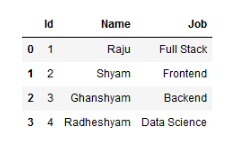 Id Name Job
0 1 Raju Full Stack
1 2 Shyam Frontend
2 3 Ghanshyam Backend
3 4 Radheshyam Data Science